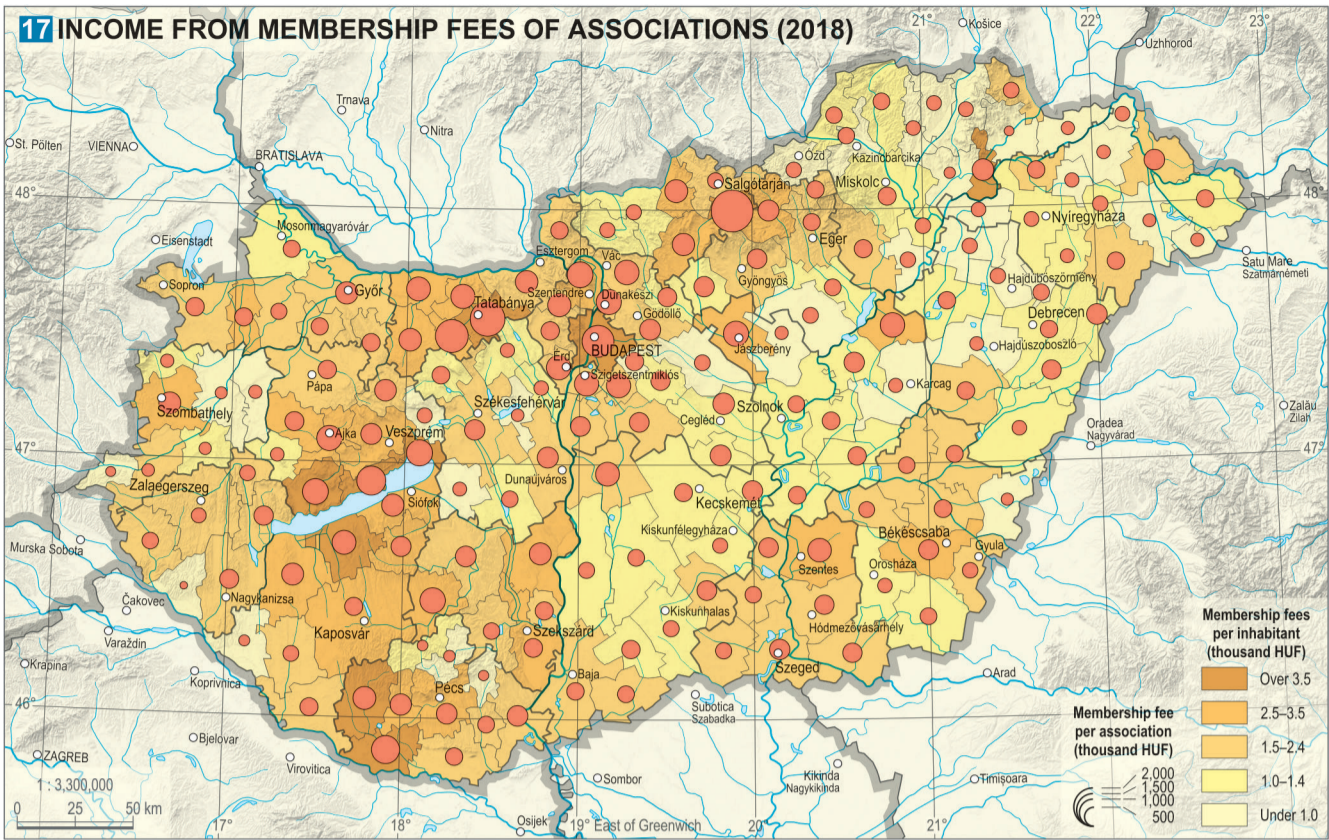 17 INCOME FROM MEMBERSHIP FEES OF ASSOCIATIONS (2018)
21°
Košice
22°
23°
Uzhhorod
Trnava
Nitra
St. Pölten
VIENNA
BRATISLAVA
Ózd
Kazincbarcika
48°
Salgótarján
Miskolc
48°
Mosonmagyaróvár
Nyíregyháza
Eisenstadt
Esztergom
Vác
Eger
Satu Mare
Szatmárnémeti
Sopron
Győr
Szentendre
Dunakeszi
Gyöngyös
Hajdúböszörmény
Tatabánya
Gödöllő
Debrecen
BUDAPEST
Jászberény
Hajdúszoboszló
Érd
Pápa
Szigetszentmiklós
Karcag
Szombathely
Székesfehérvár
Cegléd
Szolnok
Zalău
Zilah
Ajka
Veszprém
Oradea
Nagyvárad
47°
47°
Zalaegerszeg
Dunaújváros
Siófok
Kecskemét
Kiskunfélegyháza
Békéscsaba
Murska Sobota
Gyula
Szentes
Orosháza
Nagykanizsa
Čakovec
Kiskunhalas
Hódmezővásárhely
Kaposvár
Szekszárd
Varaždin
Szeged
Krapina
Koprivnica
Baja
Arad
Pécs
46°
Subotica
Szabadka
46°
Bjelovar
ZAGREB
Virovitica
Sombor
Kikinda
Nagykikinda
Timișoara
1 : 3,300,000
0 25 50 km
17°
18°
19° East of Greenwich
20°
21°
Osijek
Membership fees
per inhabitant
(thousand HUF)
Over 3.5
2.5–3.5
1.5–2.4
1.0–1.4
Under 1.0
Membership fee
per association
(thousand HUF)
2,000
1,500
1,000
500